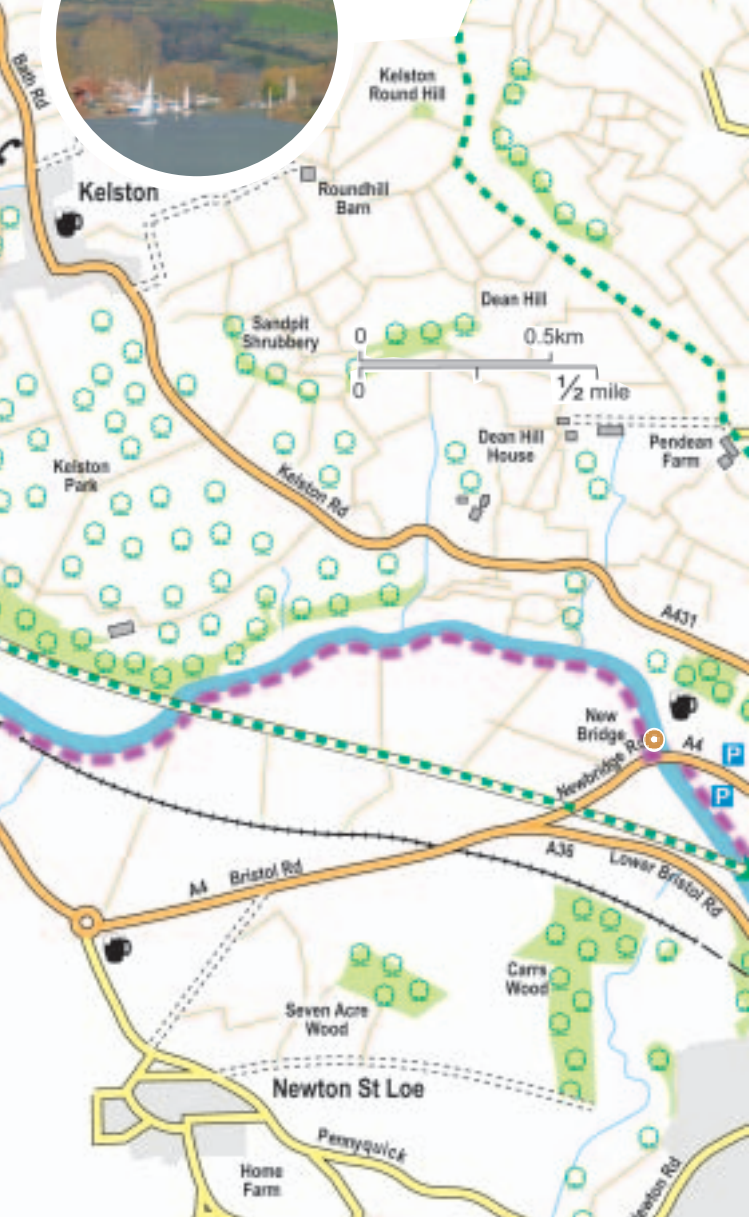 Bath Rd
Kelston
Round Hill
Kelston
Roundhill
Barn
Dean Hill
Sandpit
Shrubbery
0
0.5km
0
½ mile
Dean Hill
House
Pendean
Farm
Kelston
Park
Kelston Rd
A431
New
Bridge
Newbridge Rd
A4
P
P
A4
Bristol Rd
A36
Lower Bristol Rd
Carrs
Wood
Seven Acre
Wood
Newton St Loe
Pennyquick
Home
Farm
Rd